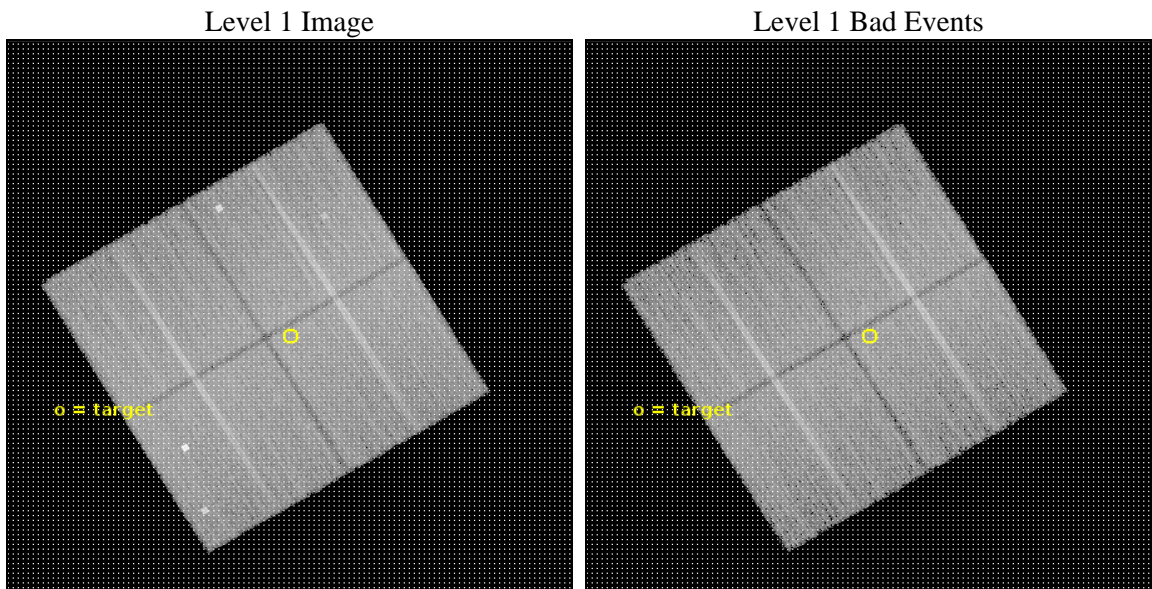 Level 1 Image
Level 1 Bad Events
o = target
o = target